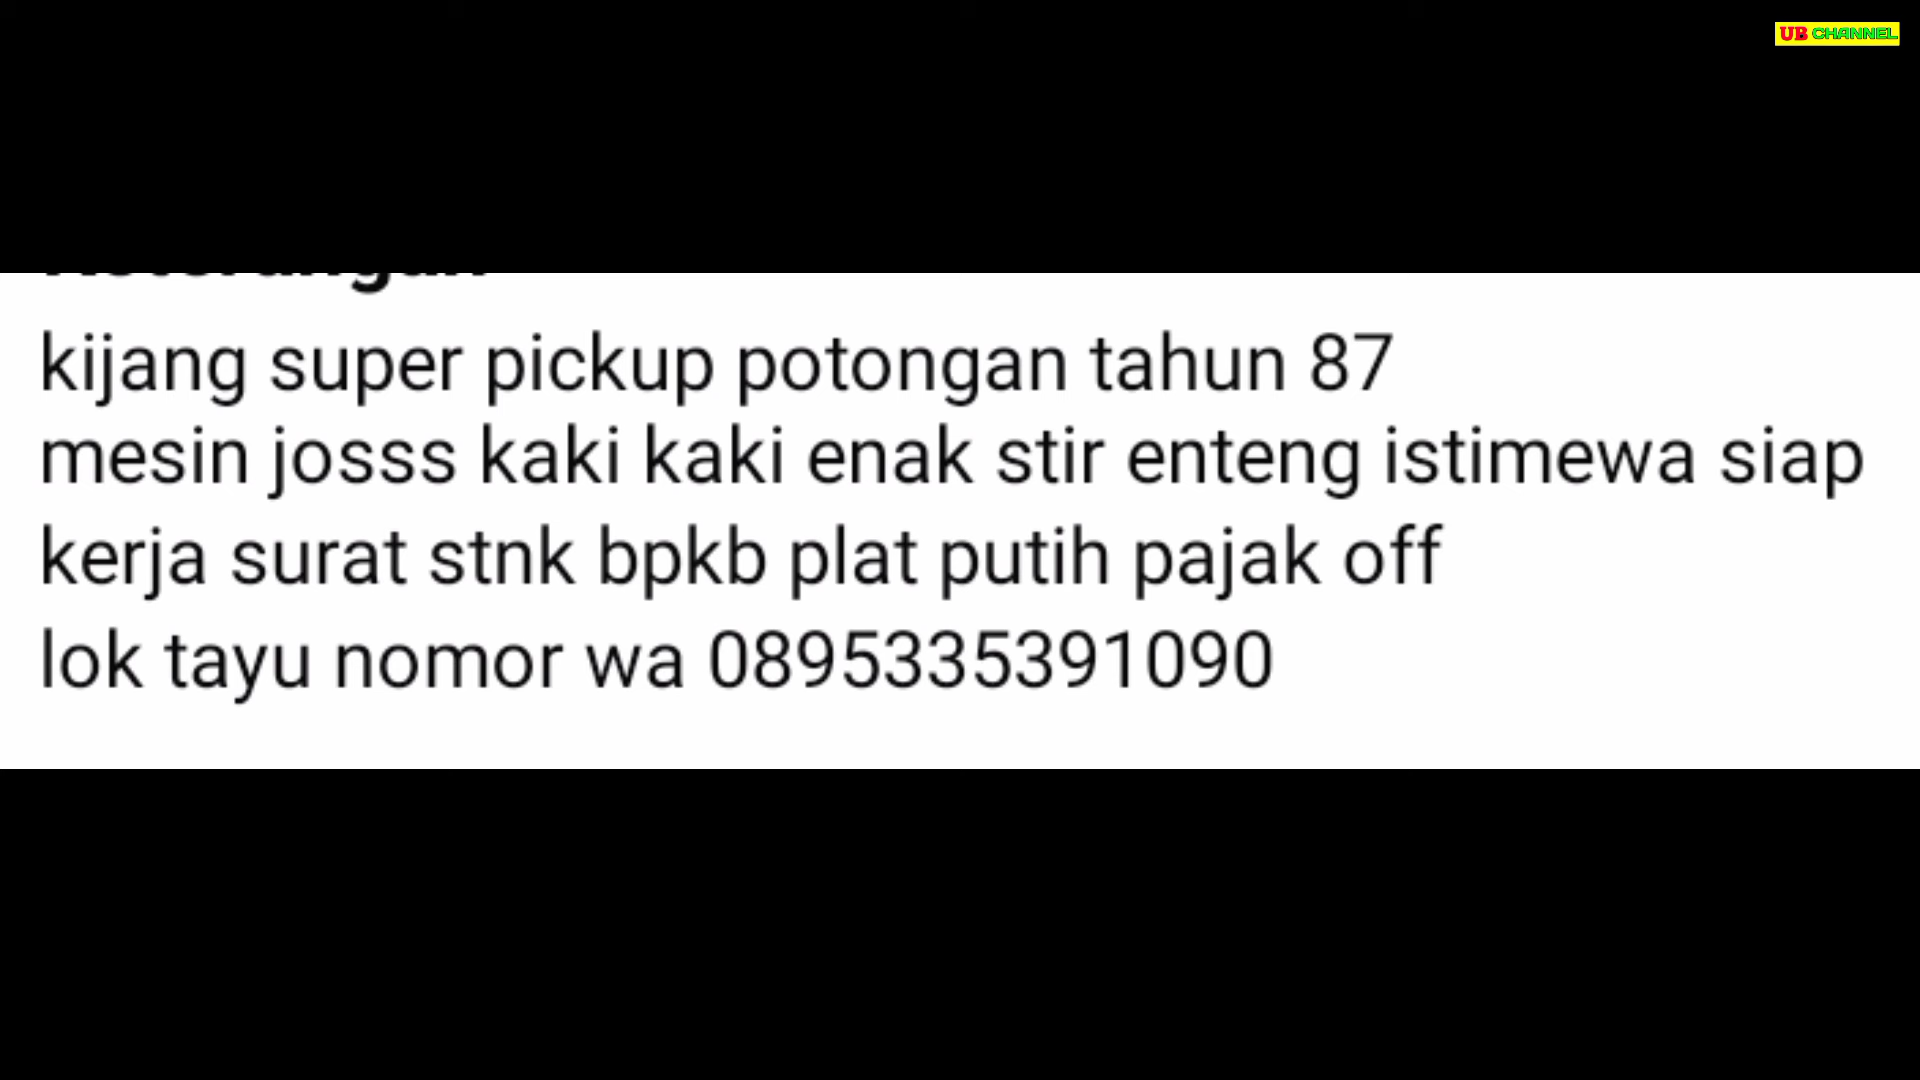 UB CHANNEL
kijang super pickup potongan tahun 87
mesin josss kaki kaki enak stir enteng istimewa siap
kerja surat stnk bpkb plat putih pajak off
lok tayu nomor wa 0895335391090